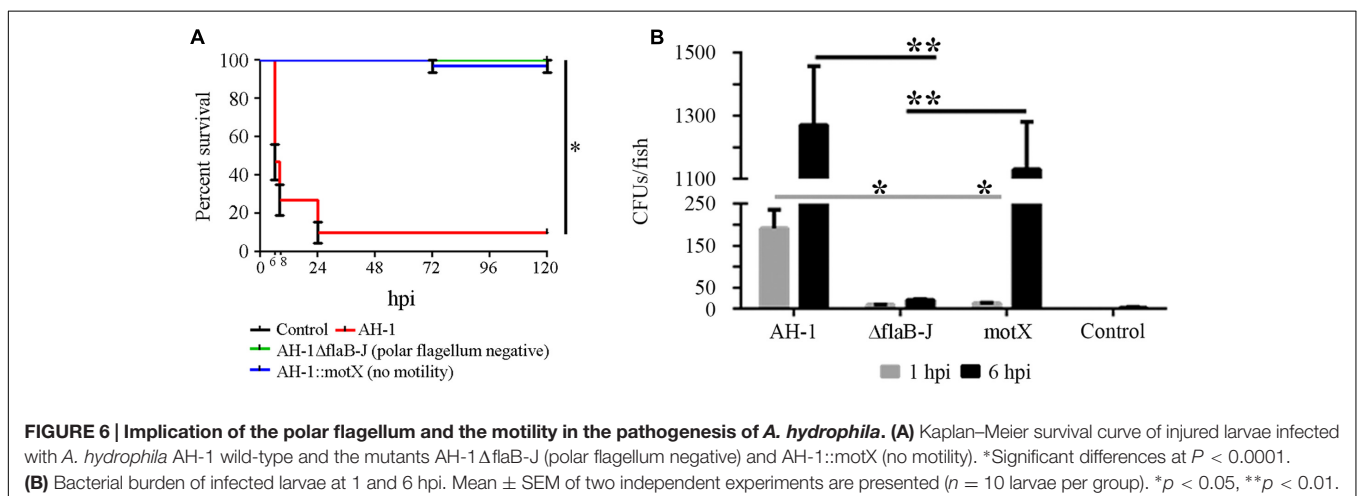 A
100
80
60
40
20
0
Percent survival
*
0 6 8 24 48 72 96 120
hpi
Control AH-1
AH-1ΔflaB-J (polar flagellum negative)
AH-1::motX (no motility)
B
1500
1300
1100
250
150
50
0
CFUs/fish
**
**
* *
AH-1 ΔflaB-J motX Control
1 hpi 6 hpi
FIGURE 6 | Implication of the polar flagellum and the motility in the pathogenesis of A. hydrophila. (A) Kaplan–Meier survival curve of injured larvae infected
with A. hydrophila AH-1 wild-type and the mutants AH-1ΔflaB-J (polar flagellum negative) and AH-1::motX (no motility). *Significant differences at P < 0.0001.
(B) Bacterial burden of infected larvae at 1 and 6 hpi. Mean ± SEM of two independent experiments are presented (n = 10 larvae per group). *p < 0.05, **p < 0.01.